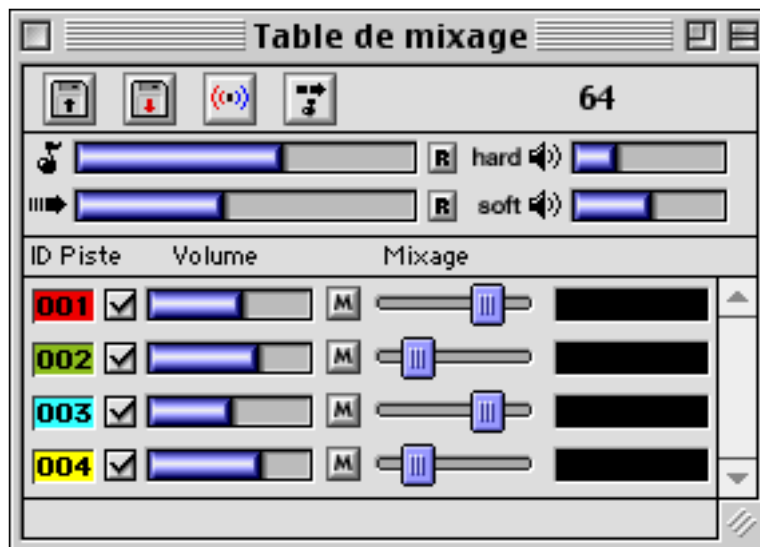 Table de mixage
64
R hard
R soft
ID Piste Volume Mixage
001 M
002 M
003 M
004 M